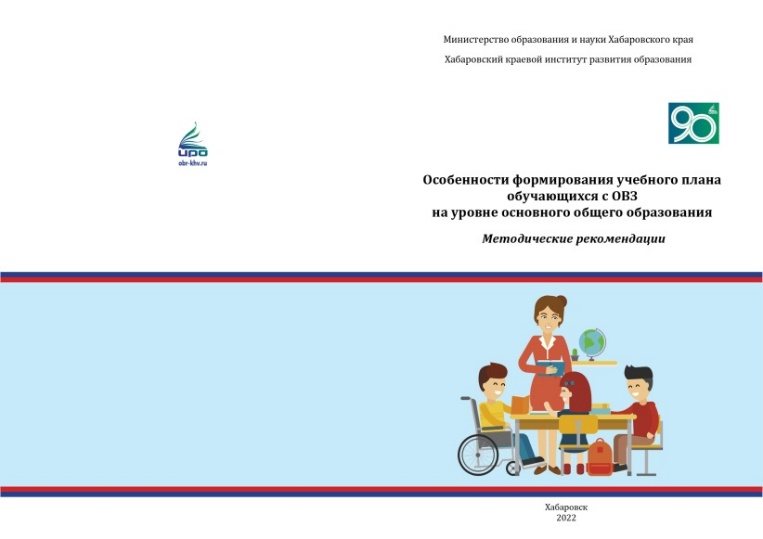 Министерство образования и науки Хабаровского края
Хабаровский краевой институт развития образования
90
ИРО
obr-khv.ru
Особенности формирования учебного плана
обучающихся с ОВЗ
на уровне основного общего образования
Методические рекомендации
Хабаровск
2022